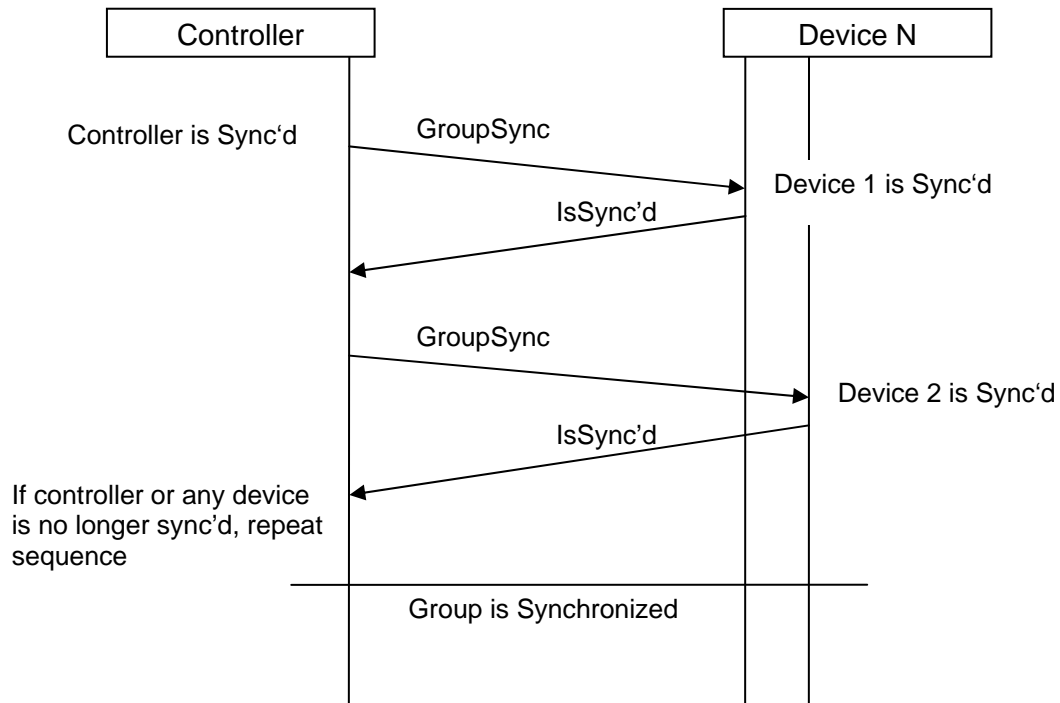 Controller
Device N
Controller is Sync‘d
GroupSync
Device 1 is Sync‘d
IsSync’d
GroupSync
Device 2 is Sync‘d
IsSync’d
If controller or any device
is no longer sync’d, repeat
sequence
Group is Synchronized